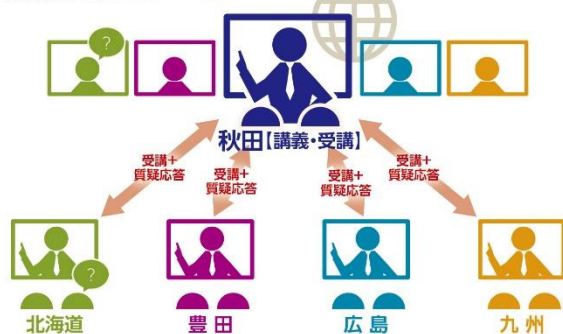 ?
秋田【講義・受講】
受講+
質疑応答
受講+
質疑応答
受講+
質疑応答
受講+
質疑応答
?
北海道
豊田
広島
九州